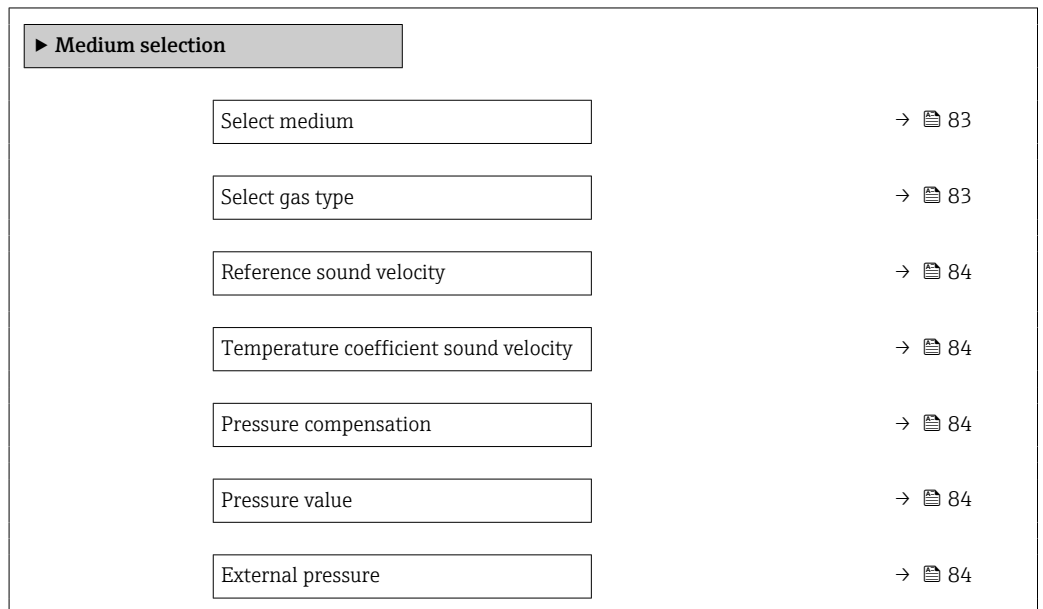 ▶ Medium selection
Select medium → 83
Select gas type → 83
Reference sound velocity → 84
Temperature coefficient sound velocity → 84
Pressure compensation → 84
Pressure value → 84
External pressure → 84